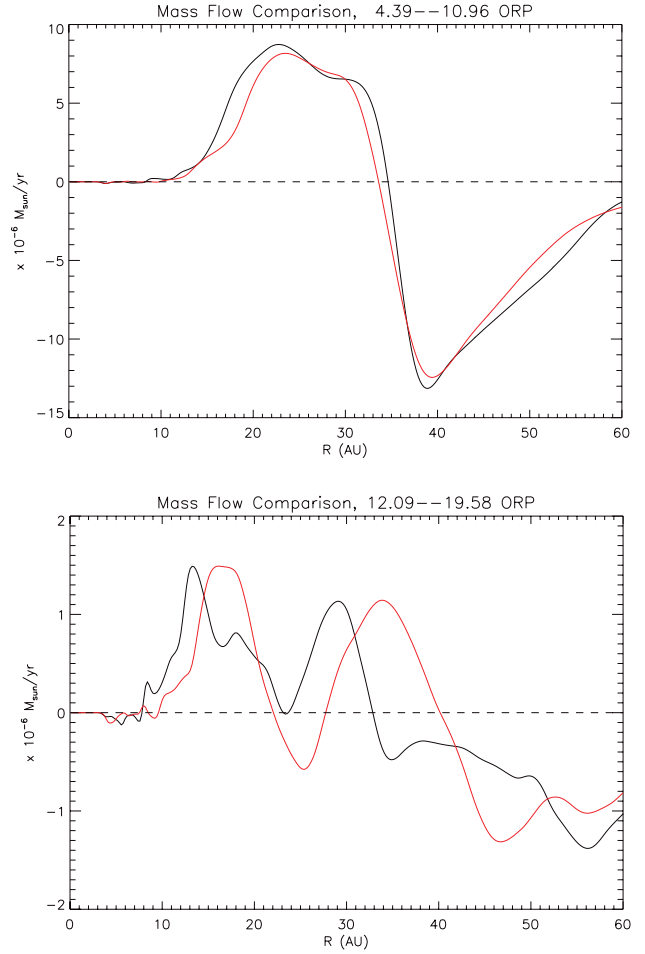 Mass Flow Comparison, 4.39−−10.96 ORP
10
5
0
−5
−10
−15
x 10⁻⁶ M_sun/yr
0 10 20 30 40 50 60
R (AU)
Mass Flow Comparison, 12.09−−19.58 ORP
2
1
0
−1
−2
x 10⁻⁶ M_sun/yr
0 10 20 30 40 50 60
R (AU)